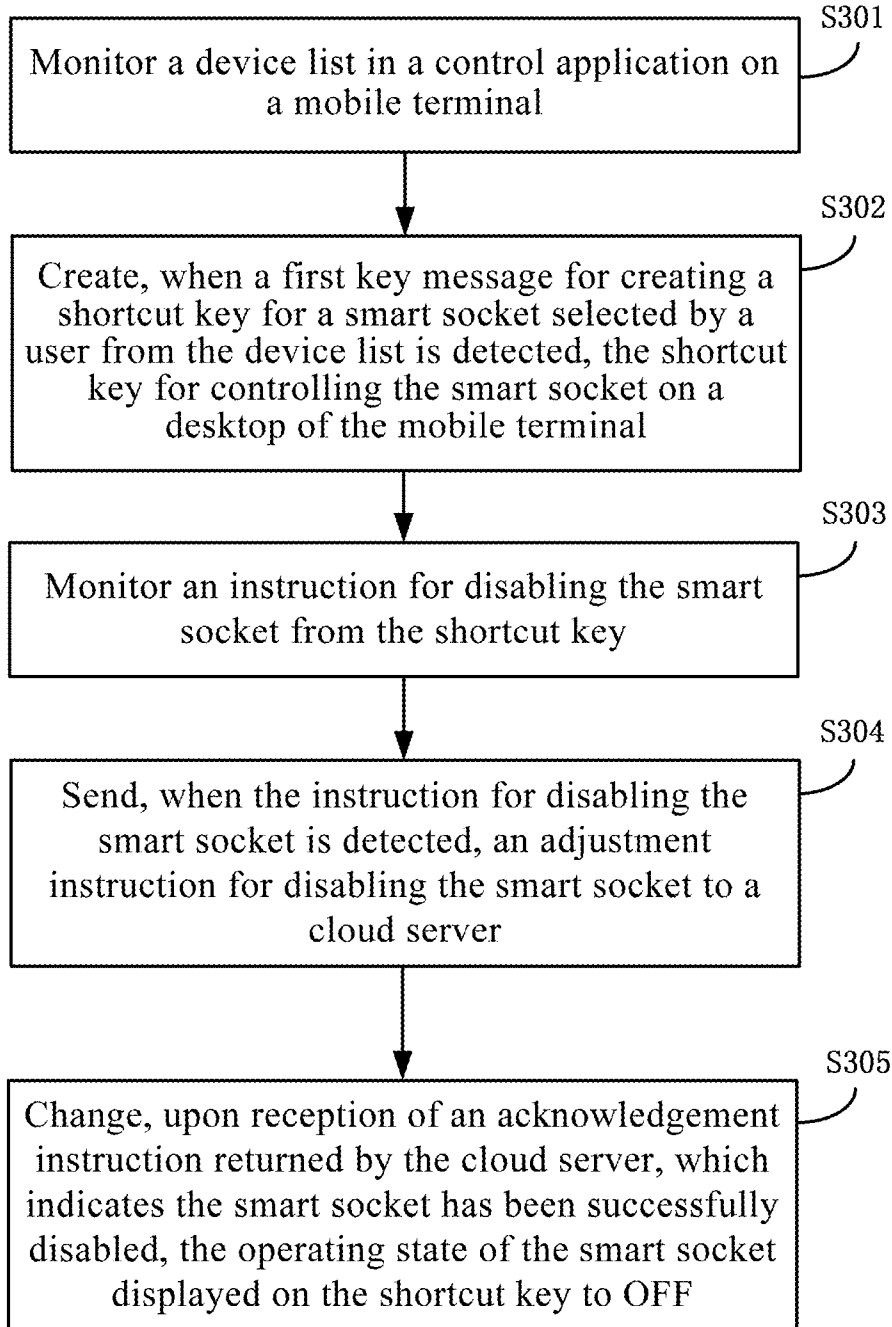 S301
Monitor a device list in a control application on
a mobile terminal
S302
Create, when a first key message for creating a
shortcut key for a smart socket selected by a
user from the device list is detected, the shortcut
key for controlling the smart socket on a
desktop of the mobile terminal
S303
Monitor an instruction for disabling the smart
socket from the shortcut key
S304
Send, when the instruction for disabling the
smart socket is detected, an adjustment
instruction for disabling the smart socket to a
cloud server
S305
Change, upon reception of an acknowledgement
instruction returned by the cloud server, which
indicates the smart socket has been successfully
disabled, the operating state of the smart socket
displayed on the shortcut key to OFF